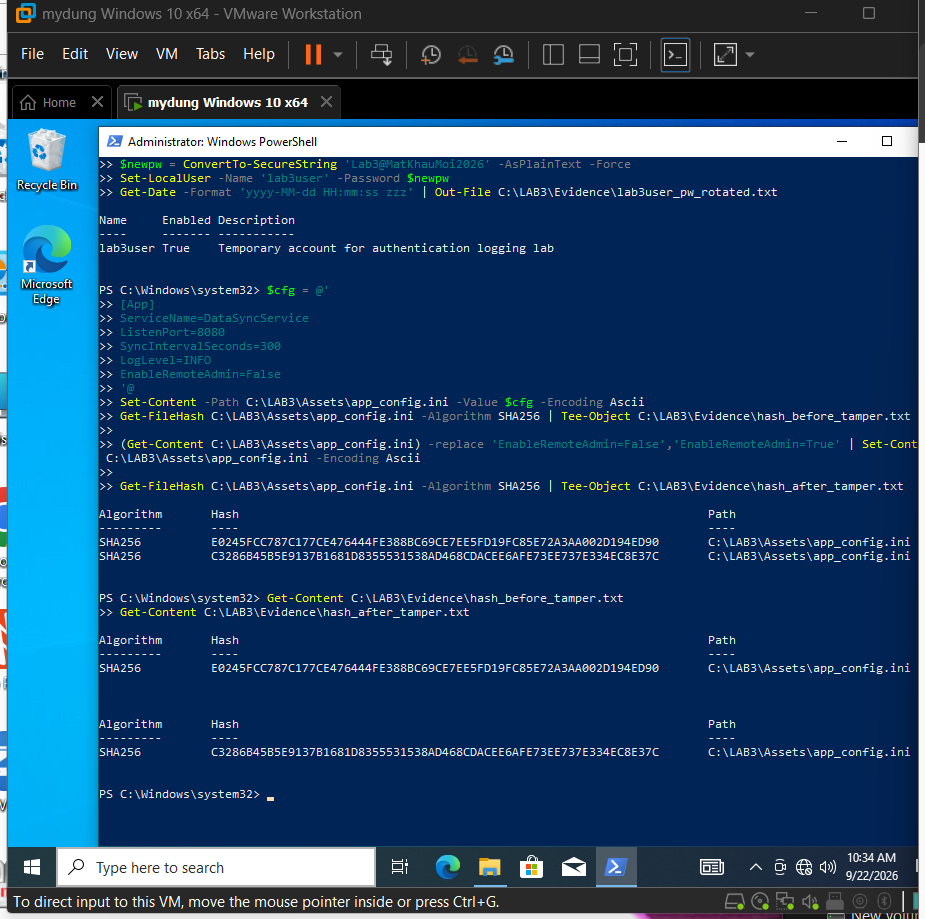 mydung Windows 10 x64 - VMware Workstation
File Edit View VM Tabs Help
Home
mydung Windows 10 x64
Recycle Bin
Microsoft
Edge
Administrator: Windows PowerShell
>> $newpw = ConvertTo-SecureString 'Lab3@MatKhauMoi2026' -AsPlainText -Force
>> Set-LocalUser -Name 'lab3user' -Password $newpw
>> Get-Date -Format 'yyyy-MM-dd HH:mm:ss zzz' | Out-File C:\LAB3\Evidence\lab3user_pw_rotated.txt
Name Enabled Description
---- ------- -----------
lab3user True Temporary account for authentication logging lab
PS C:\Windows\system32> $cfg = @'
>> [App]
>> ServiceName=DataSyncService
>> ListenPort=8080
>> SyncIntervalSeconds=300
>> LogLevel=INFO
>> EnableRemoteAdmin=False
>> '@
>> Set-Content -Path C:\LAB3\Assets\app_config.ini -Value $cfg -Encoding Ascii
>> Get-FileHash C:\LAB3\Assets\app_config.ini -Algorithm SHA256 | Tee-Object C:\LAB3\Evidence\hash_before_tamper.txt
>>
>> (Get-Content C:\LAB3\Assets\app_config.ini) -replace 'EnableRemoteAdmin=False','EnableRemoteAdmin=True' | Set-Cont
C:\LAB3\Assets\app_config.ini -Encoding Ascii
>>
>> Get-FileHash C:\LAB3\Assets\app_config.ini -Algorithm SHA256 | Tee-Object C:\LAB3\Evidence\hash_after_tamper.txt
Algorithm Hash Path
--------- ---- ----
SHA256 E0245FCC787C177CE476444FE388BC69CE7EE5FD19FC85E72A3AA002D194ED90 C:\LAB3\Assets\app_config.ini
SHA256 C3286B45B5E9137B1681D8355531538AD468CDACEE6AFE73EE737E334EC8E37C C:\LAB3\Assets\app_config.ini
PS C:\Windows\system32> Get-Content C:\LAB3\Evidence\hash_before_tamper.txt
>> Get-Content C:\LAB3\Evidence\hash_after_tamper.txt
Algorithm Hash Path
--------- ---- ----
SHA256 E0245FCC787C177CE476444FE388BC69CE7EE5FD19FC85E72A3AA002D194ED90 C:\LAB3\Assets\app_config.ini
Algorithm Hash Path
--------- ---- ----
SHA256 C3286B45B5E9137B1681D8355531538AD468CDACEE6AFE73EE737E334EC8E37C C:\LAB3\Assets\app_config.ini
PS C:\Windows\system32>
Type here to search
10:34 AM
9/22/2026
To direct input to this VM, move the mouse pointer inside or press Ctrl+G.